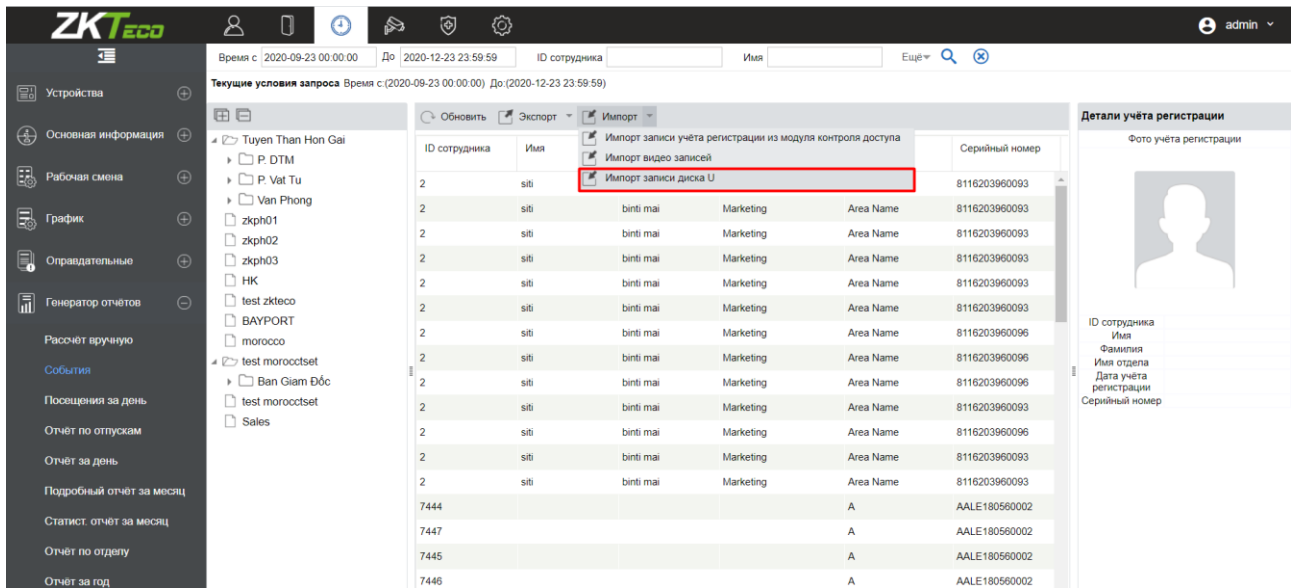 ZKTeco
admin
Время с 2020-09-23 00:00:00 До 2020-12-23 23:59:59 ID сотрудника Имя Ещё
Текущие условия запроса Время с:(2020-09-23 00:00:00) До:(2020-12-23 23:59:59)
Устройства
Основная информация
Рабочая смена
График
Оправдательные
Генератор отчётов
Рассчёт вручную
События
Посещения за день
Отчёт по отпускам
Отчёт за день
Подробный отчёт за месяц
Статист. отчёт за месяц
Отчёт по отделу
Отчёт за год
Tuyen Than Hon Gai
P. DTM
P. Vat Tu
Van Phong
zkph01
zkph02
zkph03
HK
test zkteco
BAYPORT
morocco
test morocctset
Ban Giam Đốc
test morocctset
Sales
Обновить Экспорт Импорт
Импорт записи учёта регистрации из модуля контроля доступа
Импорт видео записей
Импорт записи диска U
ID сотрудника Имя Серийный номер
2 siti 8116203960093
2 siti binti mai Marketing Area Name 8116203960093
2 siti binti mai Marketing Area Name 8116203960093
2 siti binti mai Marketing Area Name 8116203960093
2 siti binti mai Marketing Area Name 8116203960093
2 siti binti mai Marketing Area Name 8116203960093
2 siti binti mai Marketing Area Name 8116203960096
2 siti binti mai Marketing Area Name 8116203960096
2 siti binti mai Marketing Area Name 8116203960096
2 siti binti mai Marketing Area Name 8116203960093
2 siti binti mai Marketing Area Name 8116203960096
2 siti binti mai Marketing Area Name 8116203960093
2 siti binti mai Marketing Area Name 8116203960093
7444 A AALE180560002
7447 A AALE180560002
7445 A AALE180560002
7446 A AALE180560002
Детали учёта регистрации
Фото учёта регистрации
ID сотрудника
Имя
Фамилия
Имя отдела
Дата учёта
регистрации
Серийный номер